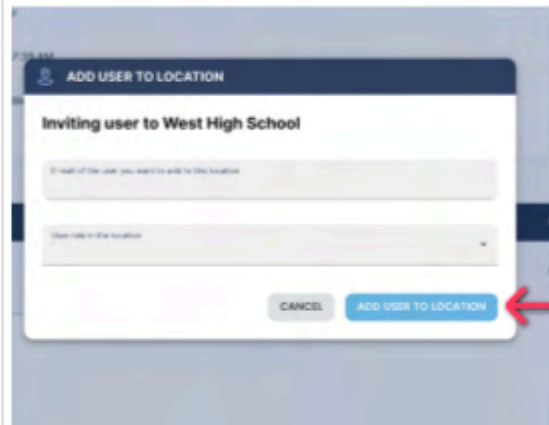 7:39 AM
ADD USER TO LOCATION
Inviting user to West High School
E-mail of the user you want to add to this location
User role in the location
CANCEL
ADD USER TO LOCATION